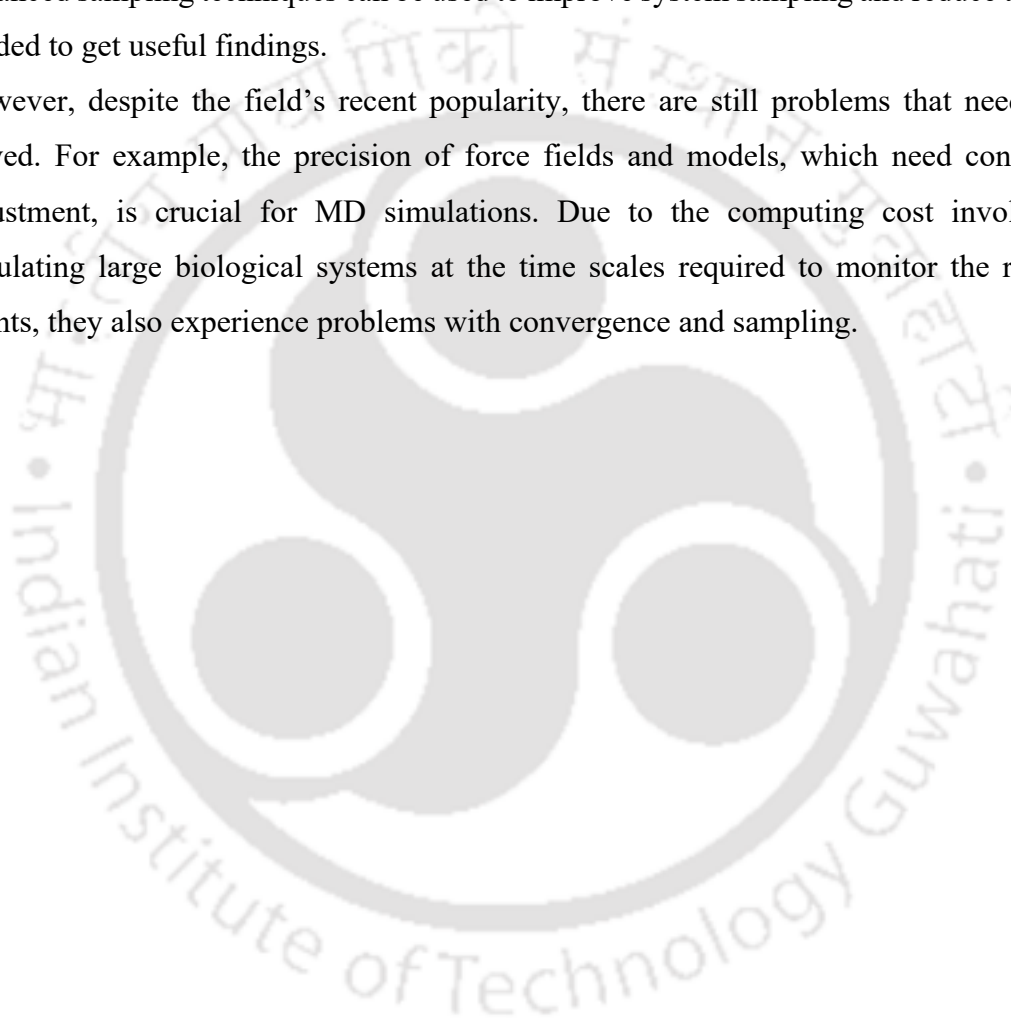 anced sampling techniques can be used to improve system sampling and reduce
ded to get useful findings.
wever, despite the field’s recent popularity, there are still problems that nee
ved. For example, the precision of force fields and models, which need con
ustment, is crucial for MD simulations. Due to the computing cost invol
ulating large biological systems at the time scales required to monitor the r
nts, they also experience problems with convergence and sampling.
Indian Institute of Technology Guwahati